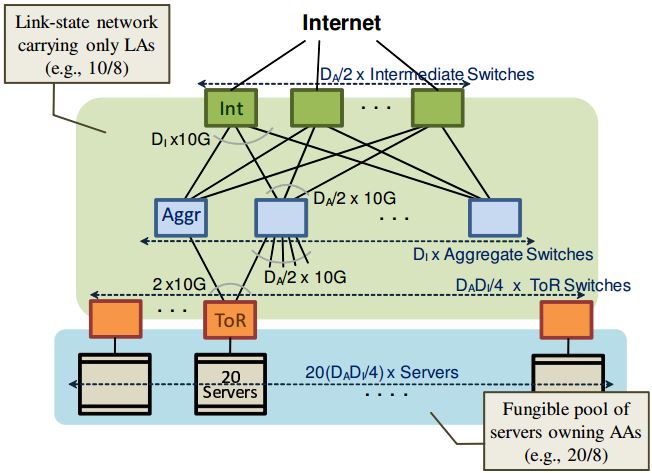 Internet
Link-state network
carrying only LAs
(e.g., 10/8)
D_A/2 x Intermediate Switches
Int
. . .
D_I x10G
D_A/2 x 10G
Aggr
. . .
D_I x Aggregate Switches
D_A/2 x 10G
2 x10G
D_AD_I/4 x ToR Switches
. . .
ToR
20
Servers
20(D_AD_I/4) x Servers
. . . .
Fungible pool of
servers owning AAs
(e.g., 20/8)